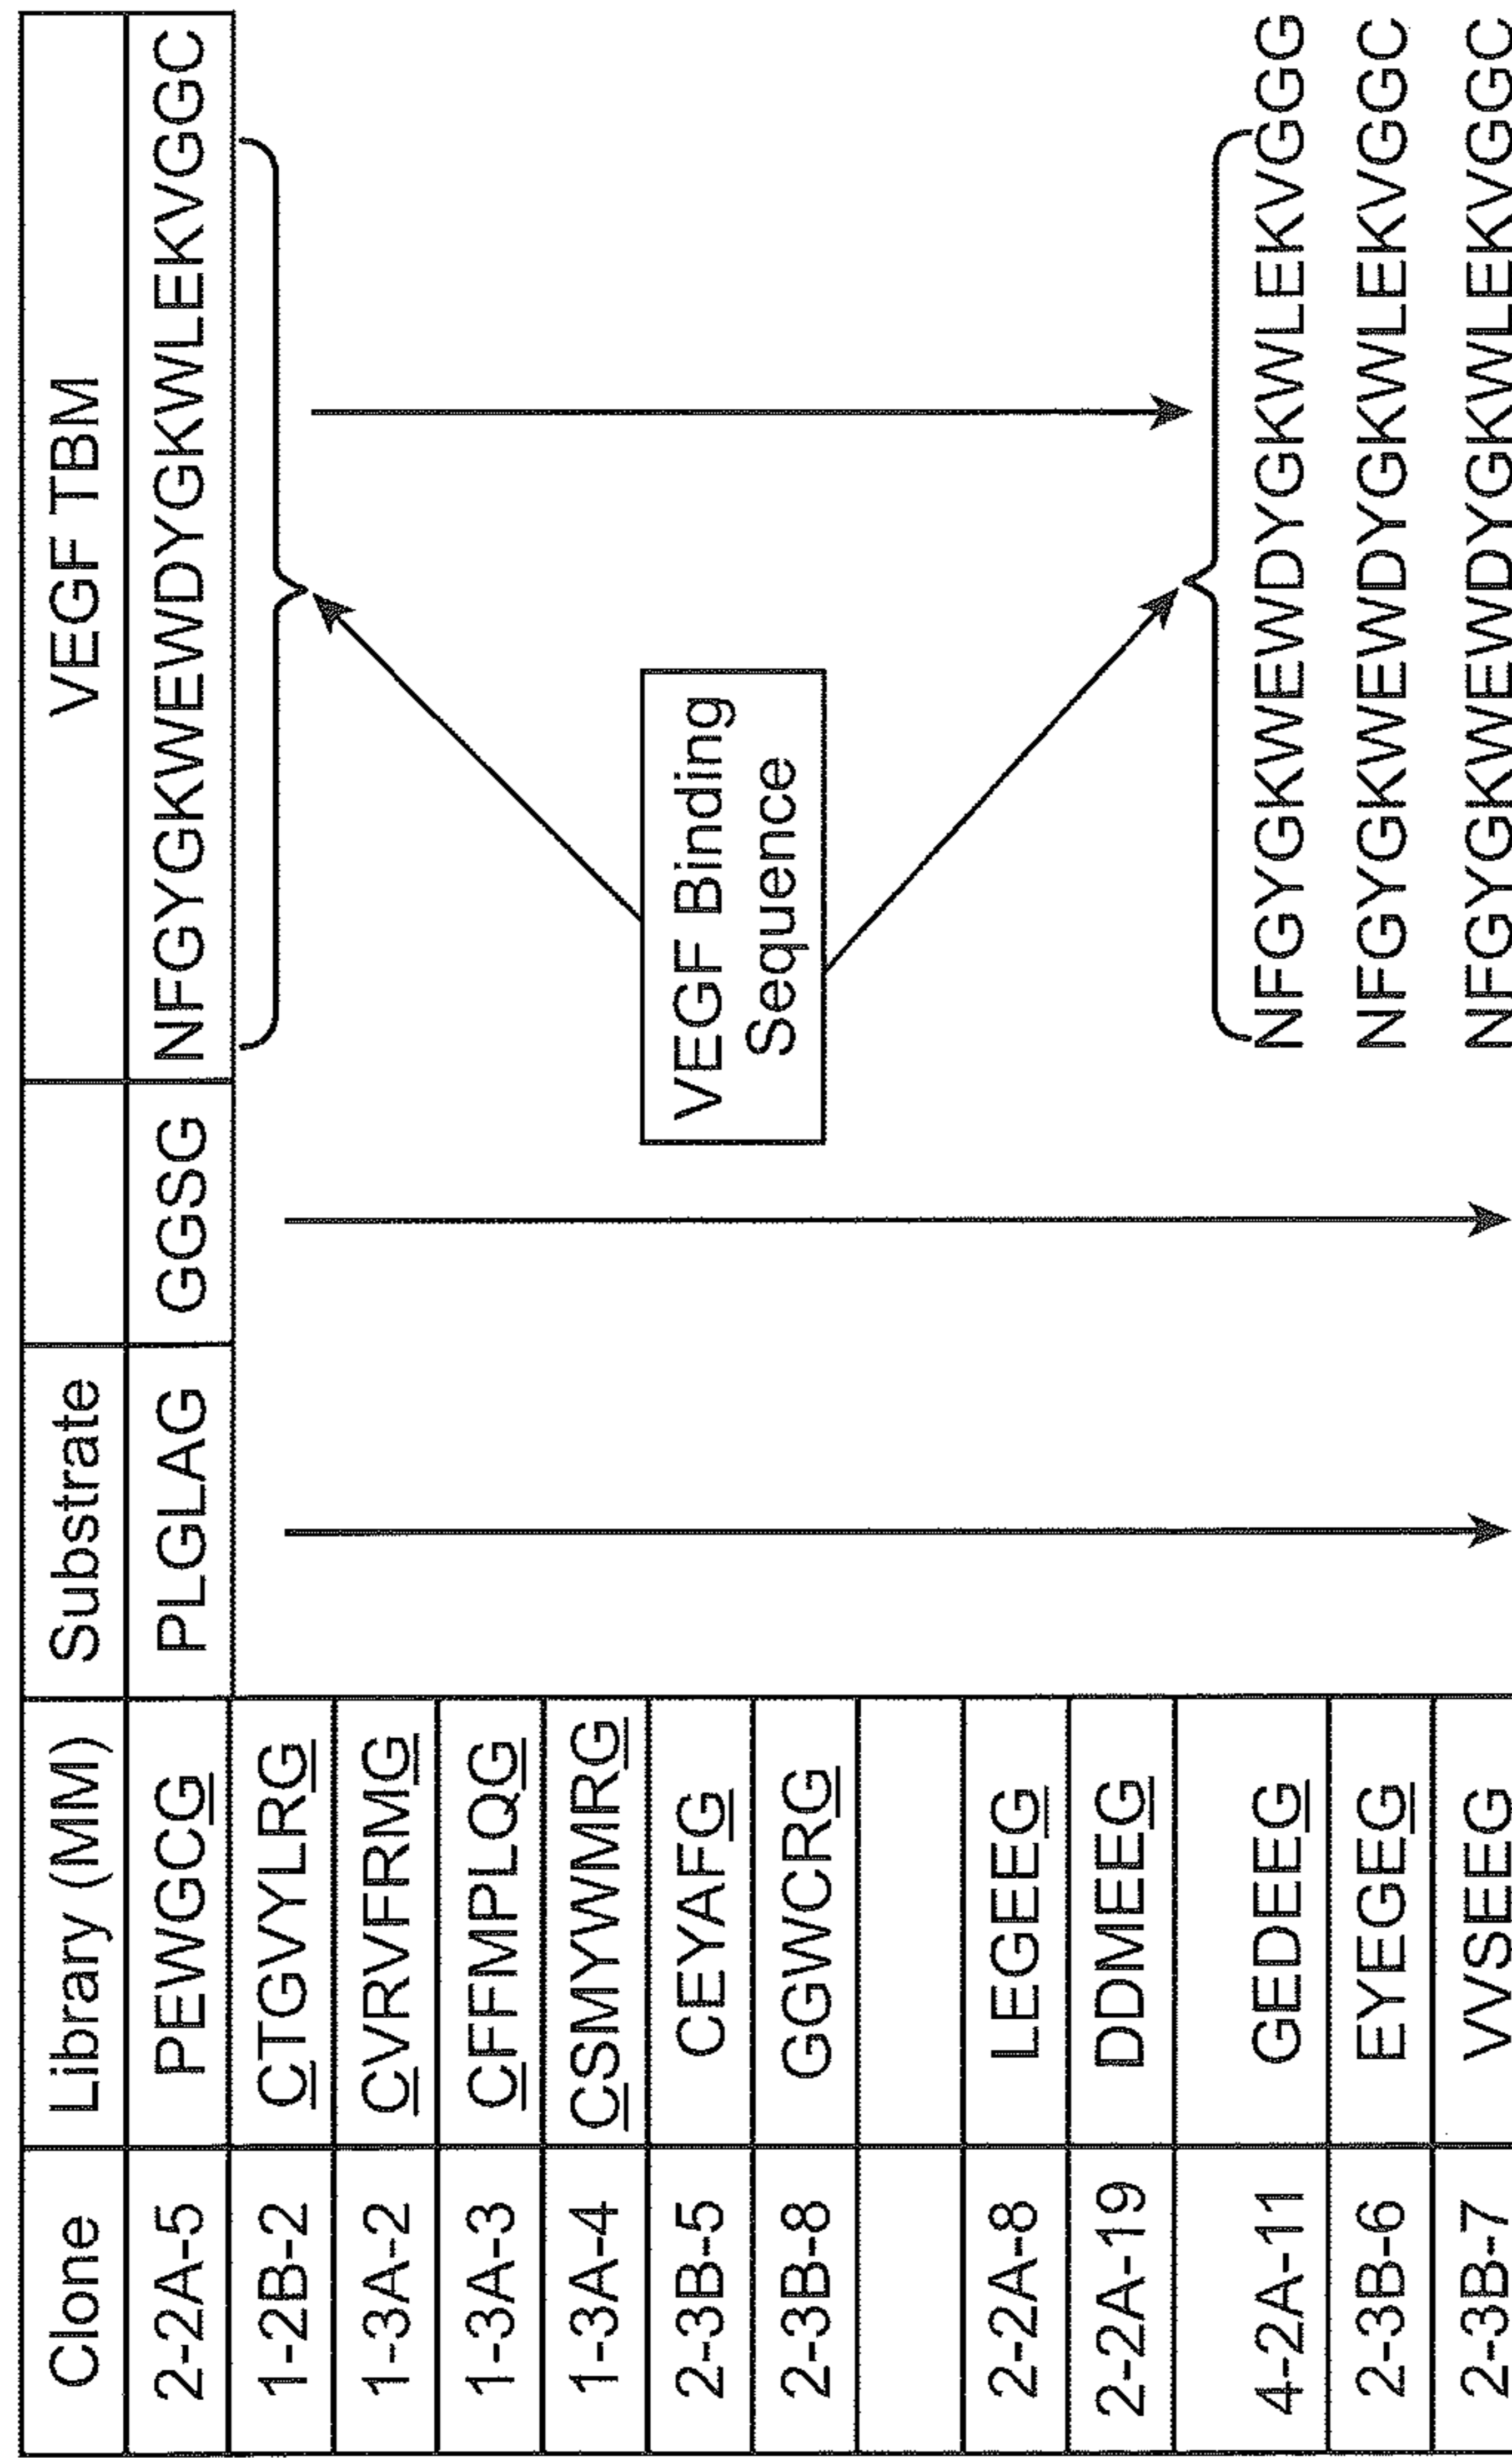 Clone Library (MM) Substrate VEGF TBM
2-2A-5 PEWGCG PLGLAG GGSG NFGYGKWEWDYGKWLEKVGGC
1-2B-2 CTGVYLRG
1-3A-2 CVRVFRMG
1-3A-3 CFFMPLQG
1-3A-4 CSMYWMRG
2-3B-5 CEYAFG
VEGF Binding
2-3B-8 GGWCRG
Sequence
2-2A-8 LEGEEG
2-2A-19 DDMEEG
4-2A-11 GEDEEG NFGYGKWEWDYGKWLEKVGGG
2-3B-6 EYEGEG NFGYGKWEWDYGKWLEKVGGC
2-3B-7 VVSEEG NFGYGKWEWDYGKWLEKVGGC